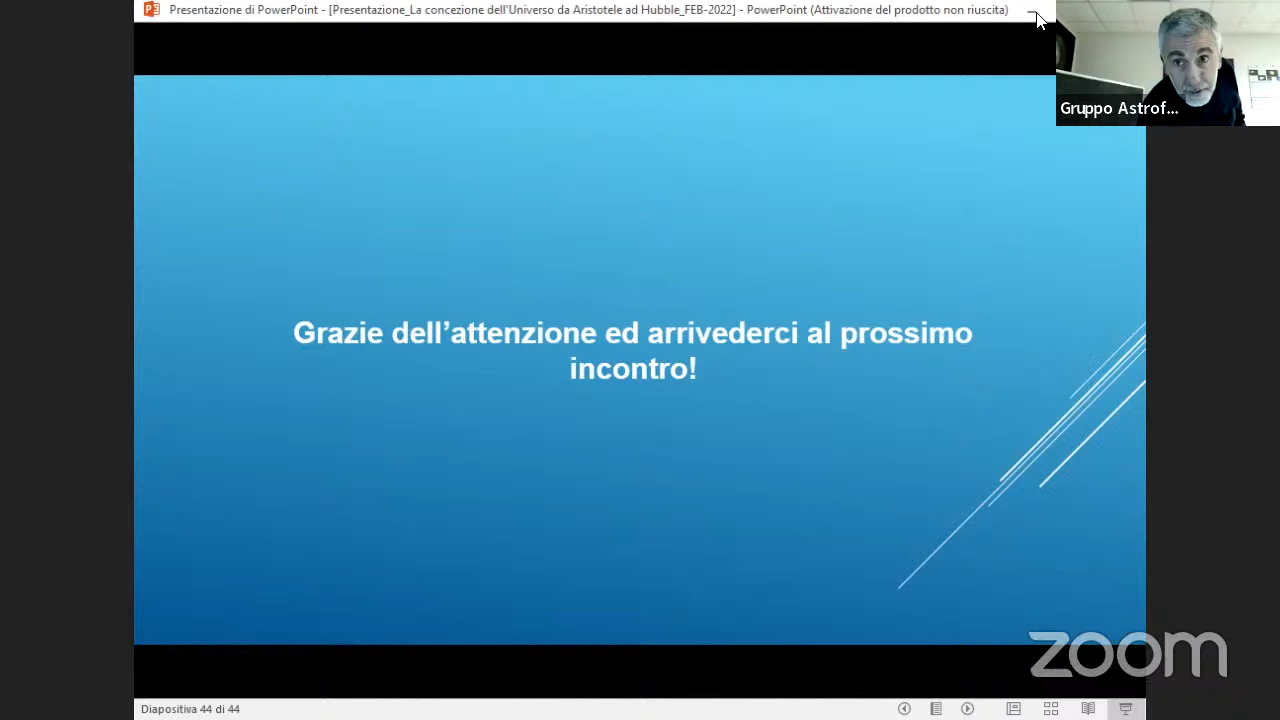 Presentazione di PowerPoint - [Presentazione_La concezione dell'Universo da Aristotele ad Hubble_FEB-2022] - PowerPoint (Attivazione del prodotto non riuscita)
Gruppo Astrof...
Grazie dell’attenzione ed arrivederci al prossimo
incontro!
zoom
Diapositiva 44 di 44